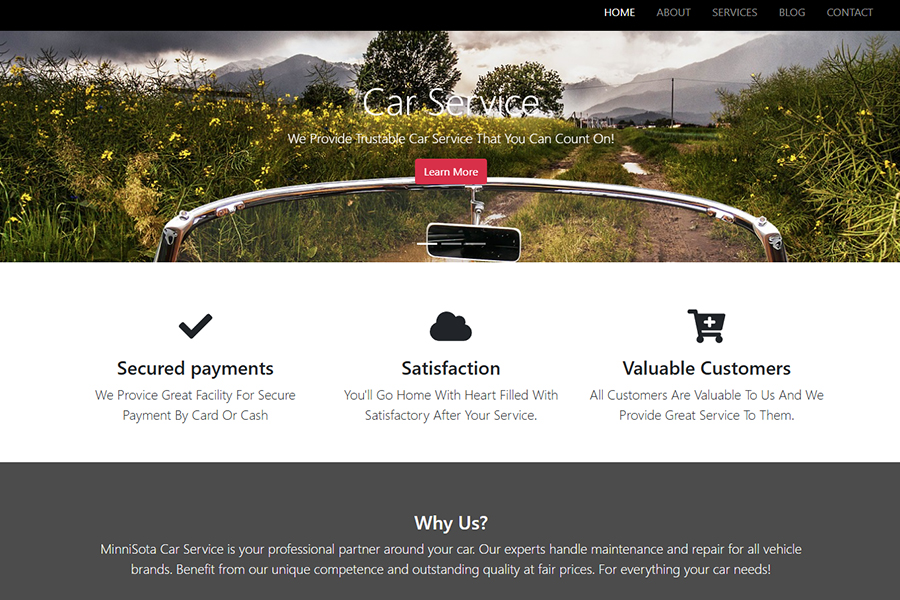 HOME ABOUT SERVICES BLOG CONTACT
Car Service
We Provide Trustable Car Service That You Can Count On!
Learn More
Secured payments
We Provice Great Facility For Secure
Payment By Card Or Cash
Satisfaction
You'll Go Home With Heart Filled With
Satisfactory After Your Service.
Valuable Customers
All Customers Are Valuable To Us And We
Provide Great Service To Them.
Why Us?
MinniSota Car Service is your professional partner around your car. Our experts handle maintenance and repair for all vehicle
brands. Benefit from our unique competence and outstanding quality at fair prices. For everything your car needs!